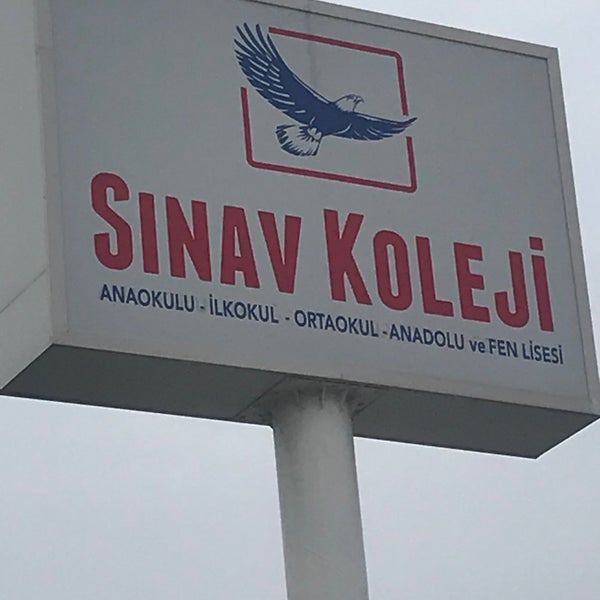 SINAV KOLEJİ
ANAOKULU - İLKOKUL - ORTAOKUL - ANADOLU ve FEN LİSESİ